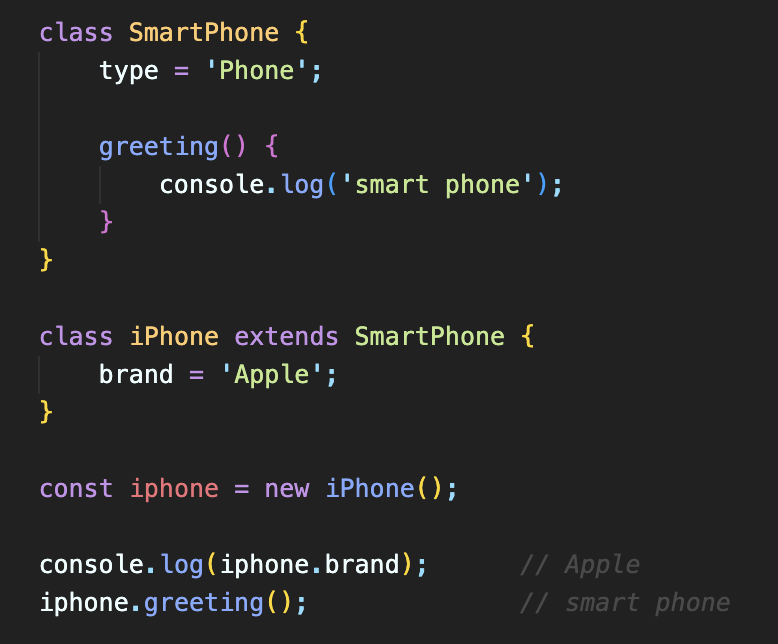 class SmartPhone {
    type = 'Phone';

    greeting() {
        console.log('smart phone');
    }
}

class iPhone extends SmartPhone {
    brand = 'Apple';
}

const iphone = new iPhone();

console.log(iphone.brand);      // Apple
iphone.greeting();              // smart phone